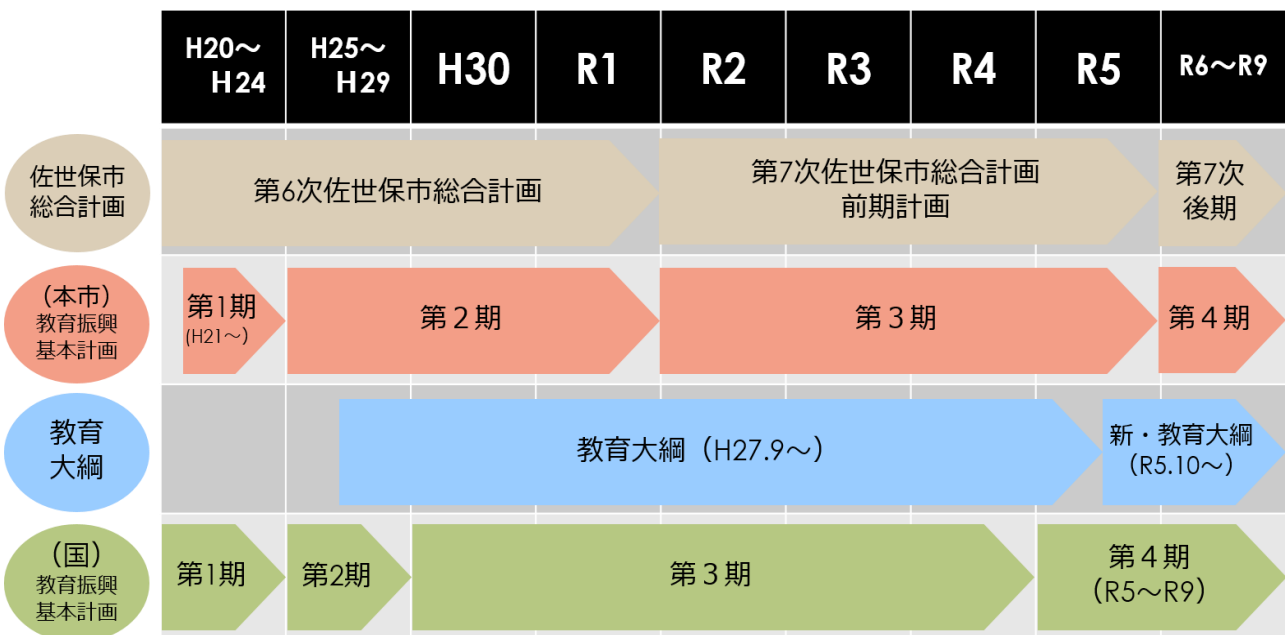 H20～
H24
H25～
H29
H30
R1
R2
R3
R4
R5
R6～R9
佐世保市
総合計画
第6次佐世保市総合計画
第7次佐世保市総合計画
前期計画
第7次
後期
（本市）
教育振興
基本計画
第1期
(H21～)
第２期
第３期
第４期
教育
大綱
教育大綱（H27.9～）
新・教育大綱
（R5.10～）
（国）
教育振興
基本計画
第1期
第2期
第３期
第４期
（R5～R9）